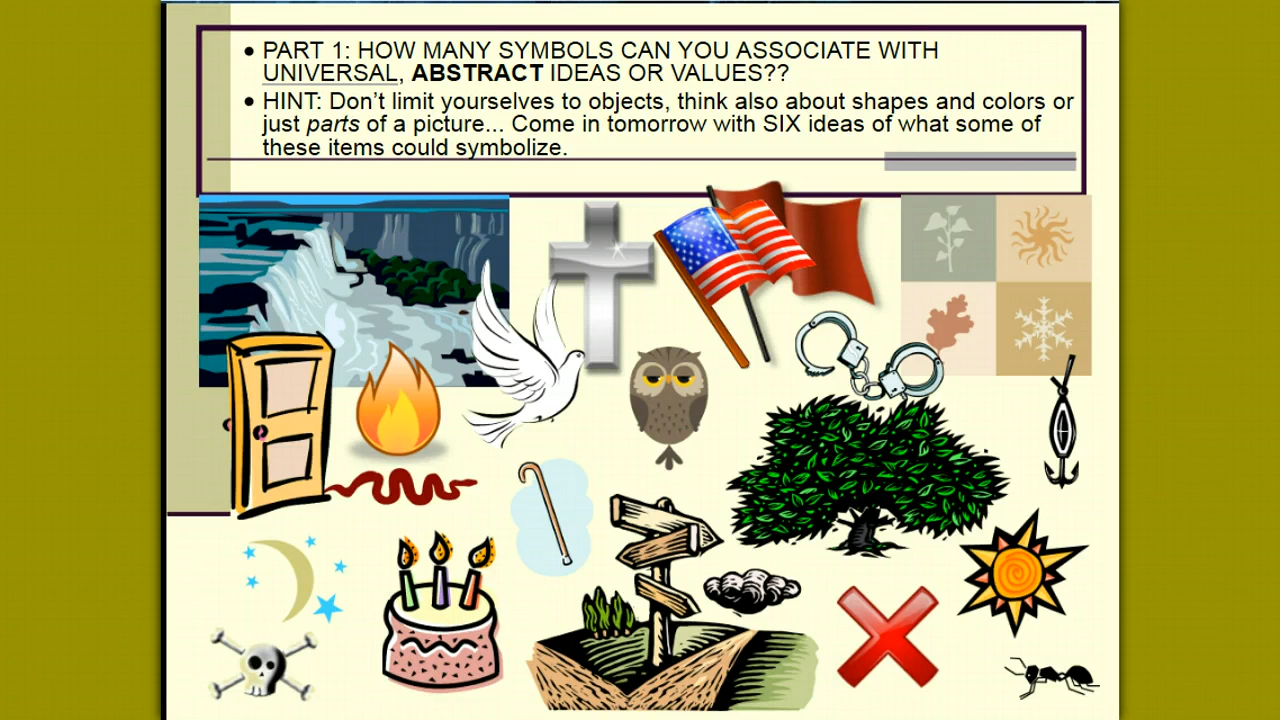 • PART 1: HOW MANY SYMBOLS CAN YOU ASSOCIATE WITH
UNIVERSAL, ABSTRACT IDEAS OR VALUES??
• HINT: Don’t limit yourselves to objects, think also about shapes and colors or
just parts of a picture... Come in tomorrow with SIX ideas of what some of
these items could symbolize.